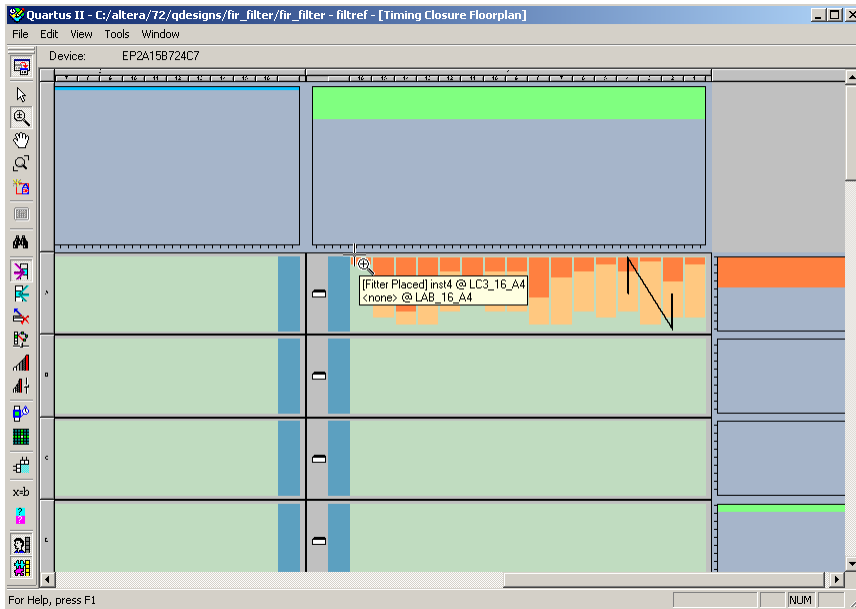 Quartus II - C:/altera/72/qdesigns/fir_filter/fir_filter - filtref - [Timing Closure Floorplan]
File Edit View Tools Window
Device: EP2A15B724C7
[Fitter Placed] inst4 @ LC3_16_A4
<none> @ LAB_16_A4
A
B
C
x=b
For Help, press F1
NUM